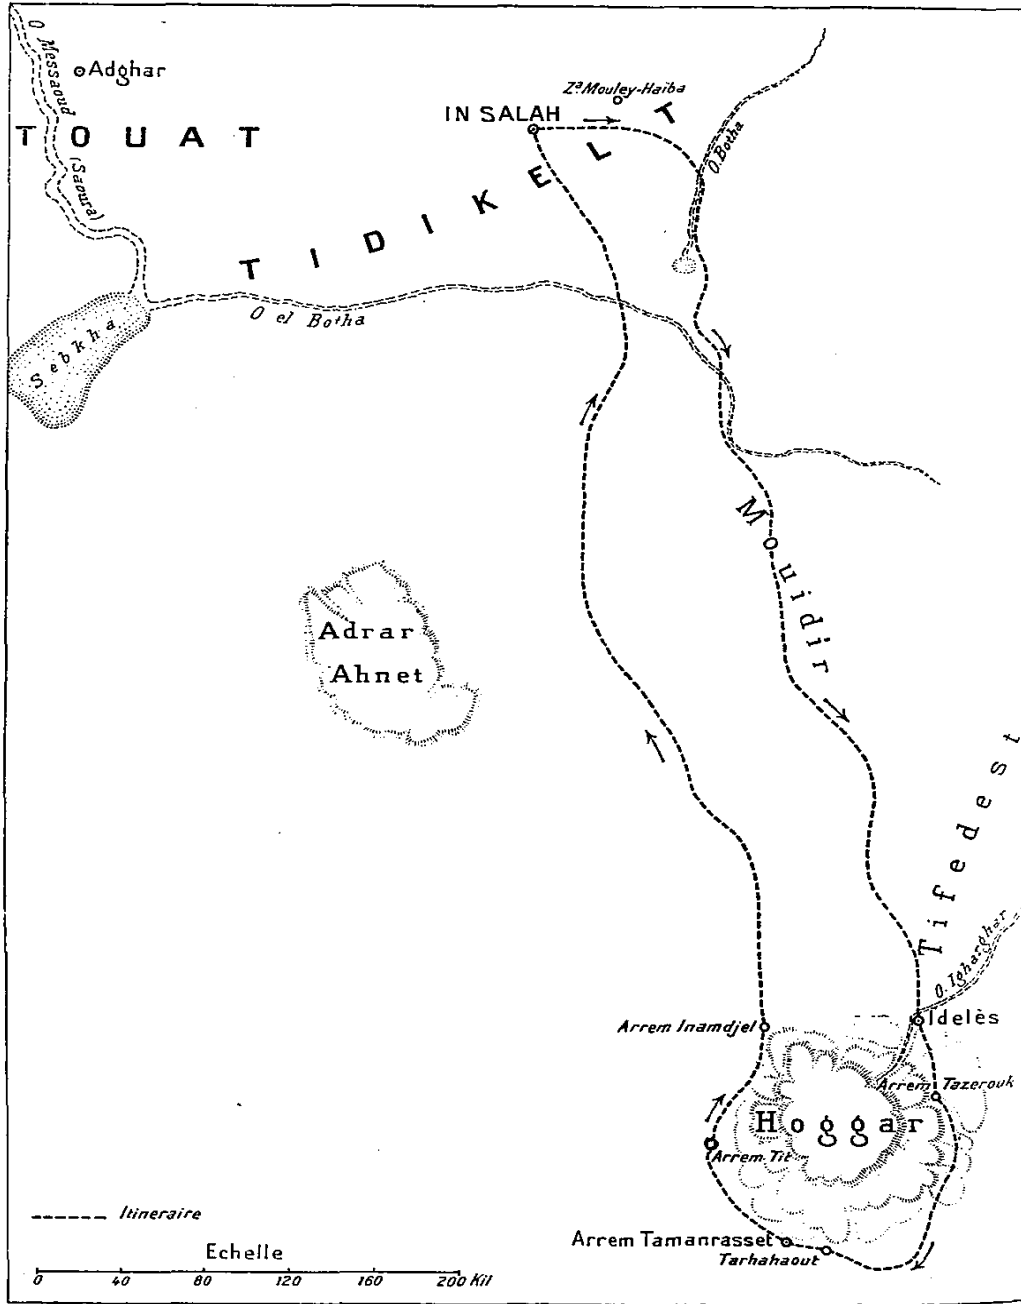 O Messaoud
Adghar
TOUAT
(Saoura)
Zᵃ Mouley-Haïba
IN SALAH
TIDIKELT
O. Botha
O el Botha
Sebkha
Mouidir
Adrar
Ahnet
Tifedest
O. Igharghar
Idelès
Arrem Inamdjel
Arrem Tazerouk
Hoggar
Arrem Tit
Arrem Tamanrasset
Tarhahaout
Itineraire
Echelle
0 40 80 120 160 200 Kil